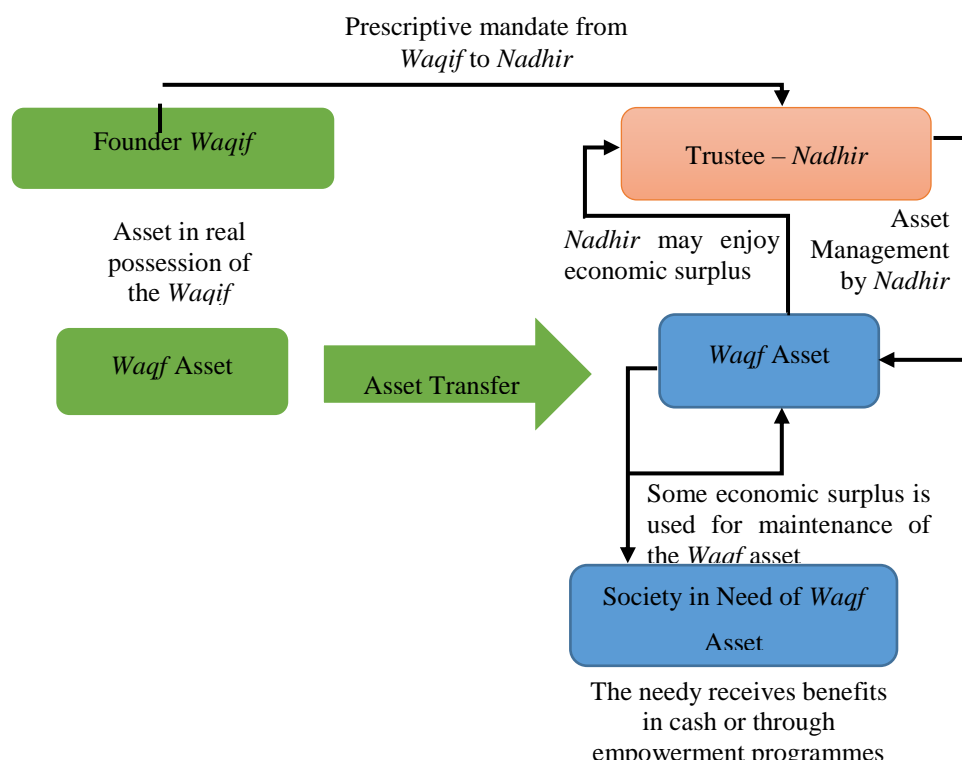 Prescriptive mandate from
Waqif to Nadhir
Founder Waqif
Trustee – Nadhir
Asset in real
possession of
the Waqif
Nadhir may enjoy
economic surplus
Asset
Management
by Nadhir
Waqf Asset
Asset Transfer
Waqf Asset
Some economic surplus is
used for maintenance of
the Waqf asset
Society in Need of Waqf
Asset
The needy receives benefits
in cash or through
empowerment programmes